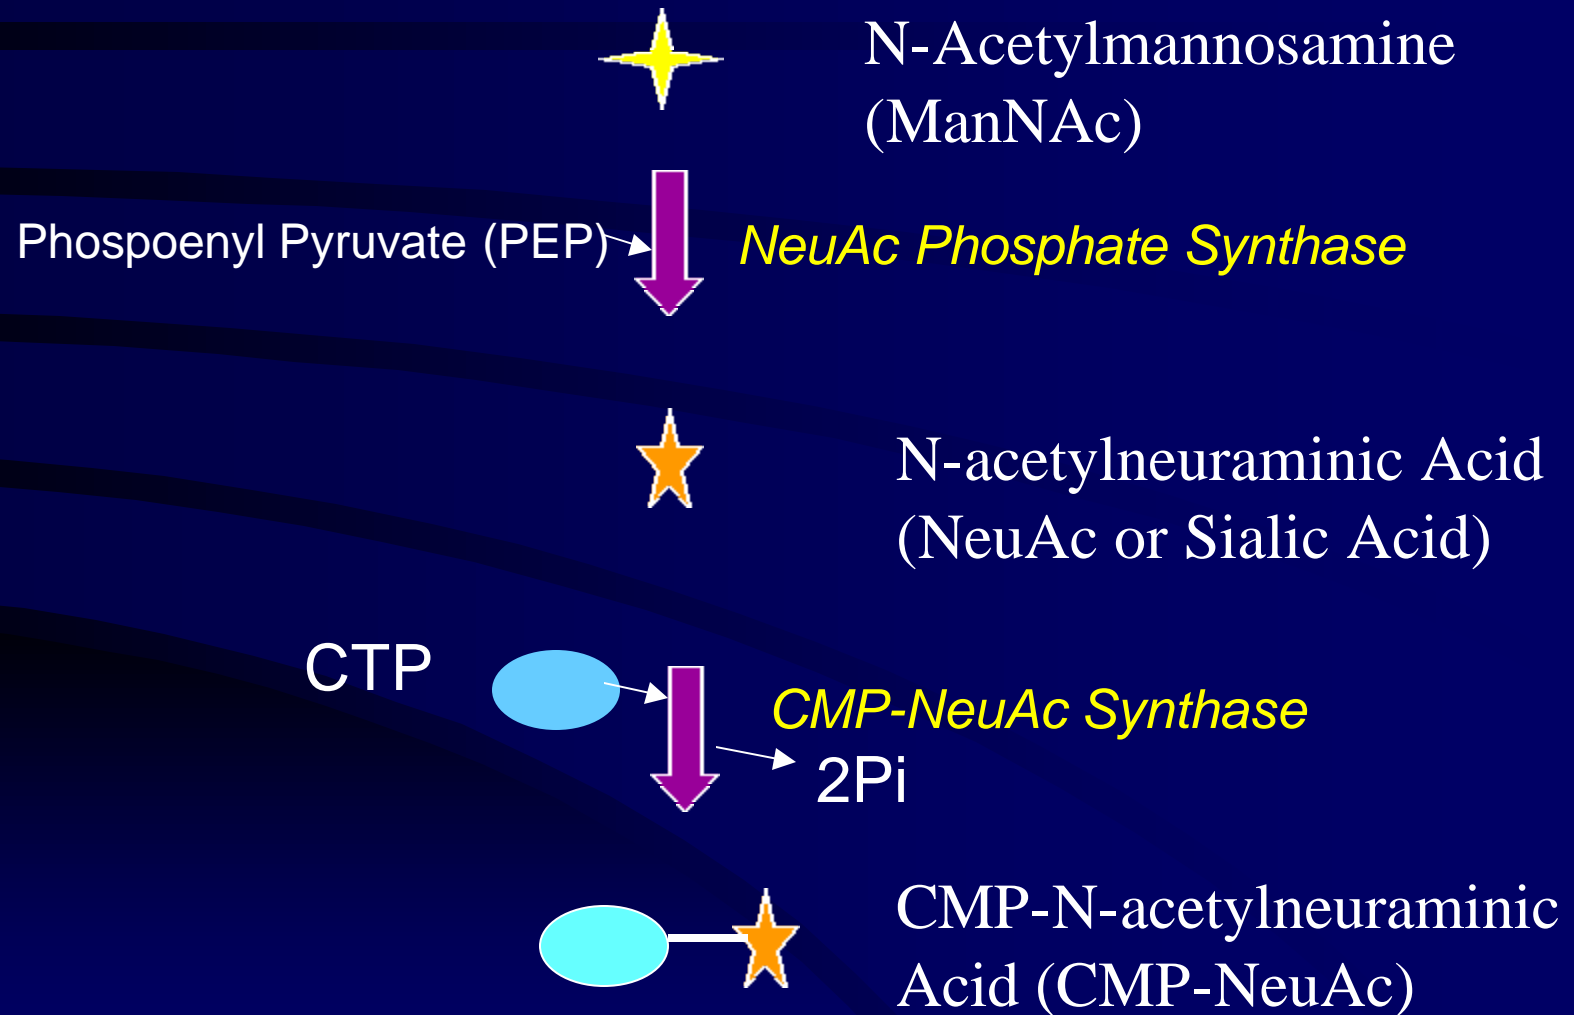 N-Acetylmannosamine
(ManNAc)
Phospoenyl Pyruvate (PEP)
NeuAc Phosphate Synthase
N-acetylneuraminic Acid
(NeuAc or Sialic Acid)
CTP
CMP-NeuAc Synthase
2Pi
CMP-N-acetylneuraminic
Acid (CMP-NeuAc)